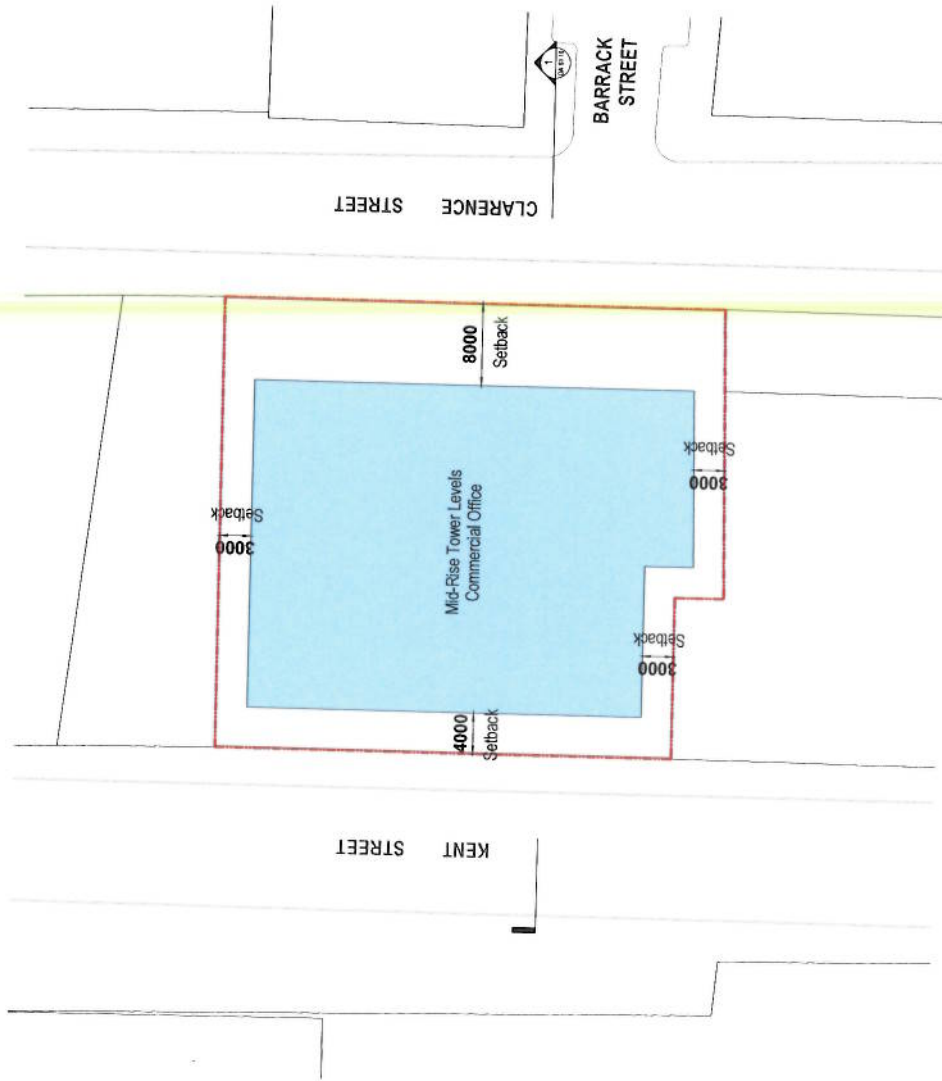 BARRACK
STREET
1
CLARENCE STREET
8000
Setback
3000
Setback
Mid-Rise Tower Levels
Commercial Office
3000
Setback
3000
Setback
4000
Setback
KENT STREET